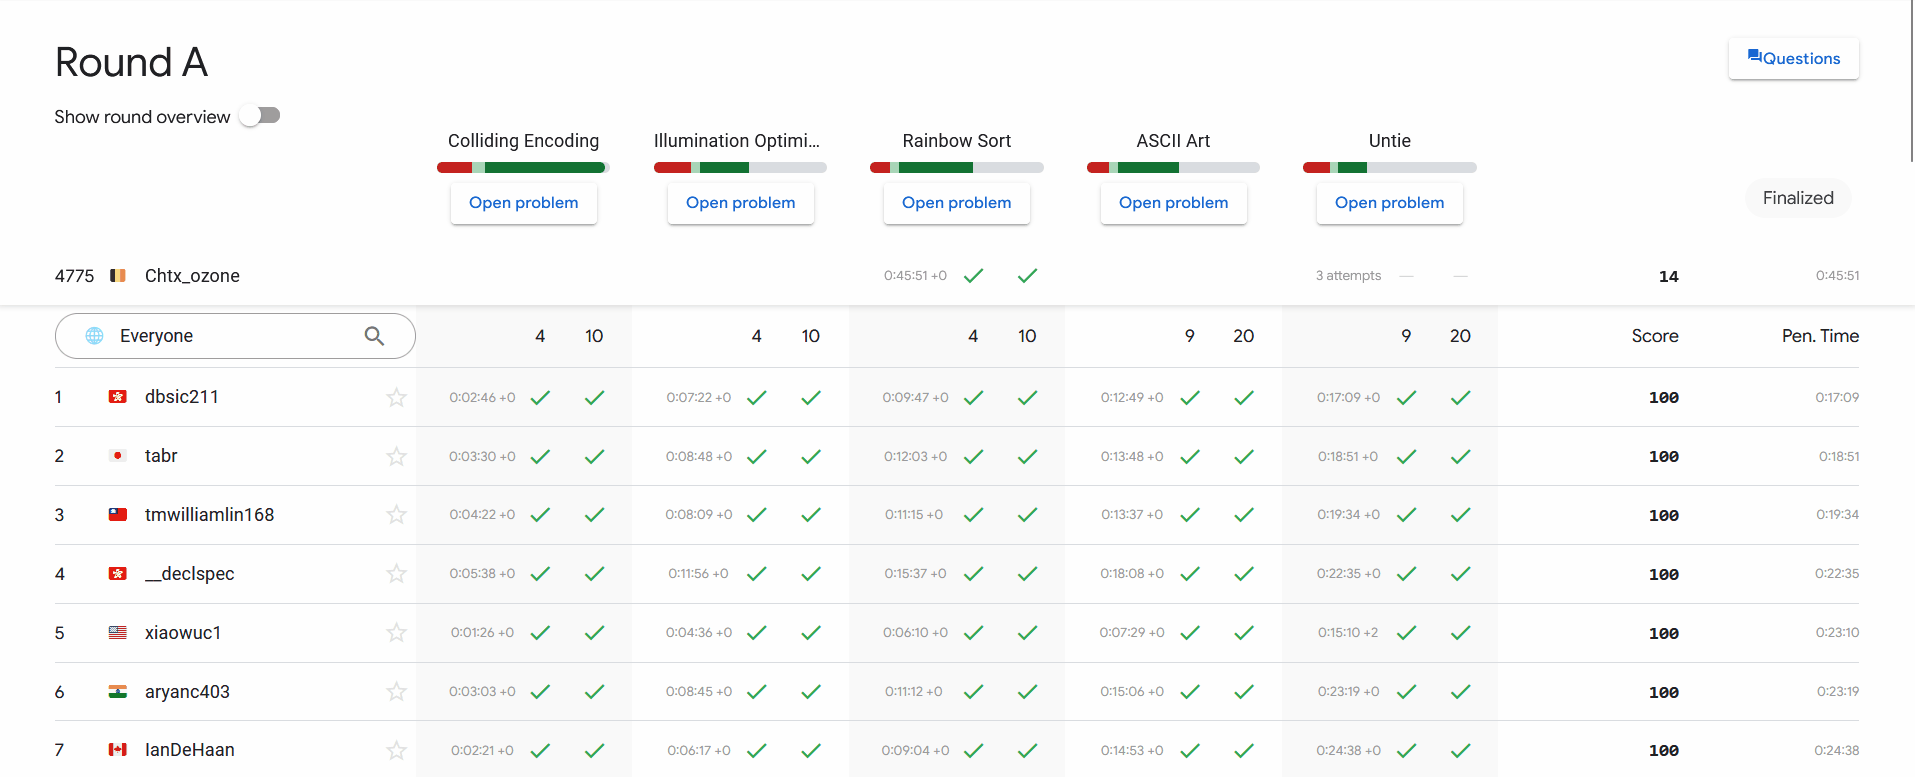 Round A
Questions
Show round overview
Colliding Encoding Illumination Optimi... Rainbow Sort ASCII Art Untie
Open problem Open problem Open problem Open problem Open problem
Finalized
4775 Chtx_ozone 0:45:51 +0 3 attempts — — 14 0:45:51
Everyone 4 10 4 10 4 10 9 20 9 20 Score Pen. Time
1 dbsic211 0:02:46 +0 0:07:22 +0 0:09:47 +0 0:12:49 +0 0:17:09 +0 100 0:17:09
2 tabr 0:03:30 +0 0:08:48 +0 0:12:03 +0 0:13:48 +0 0:18:51 +0 100 0:18:51
3 tmwilliamlin168 0:04:22 +0 0:08:09 +0 0:11:15 +0 0:13:37 +0 0:19:34 +0 100 0:19:34
4 __declspec 0:05:38 +0 0:11:56 +0 0:15:37 +0 0:18:08 +0 0:22:35 +0 100 0:22:35
5 xiaowuc1 0:01:26 +0 0:04:36 +0 0:06:10 +0 0:07:29 +0 0:15:10 +2 100 0:23:10
6 aryanc403 0:03:03 +0 0:08:45 +0 0:11:12 +0 0:15:06 +0 0:23:19 +0 100 0:23:19
7 IanDeHaan 0:02:21 +0 0:06:17 +0 0:09:04 +0 0:14:53 +0 0:24:38 +0 100 0:24:38